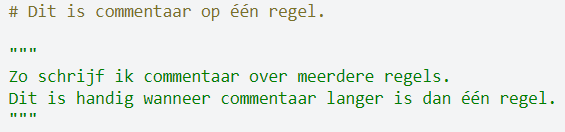 # Dit is commentaar op één regel.
"""
Zo schrijf ik commentaar over meerdere regels.
Dit is handig wanneer commentaar langer is dan één regel.
"""